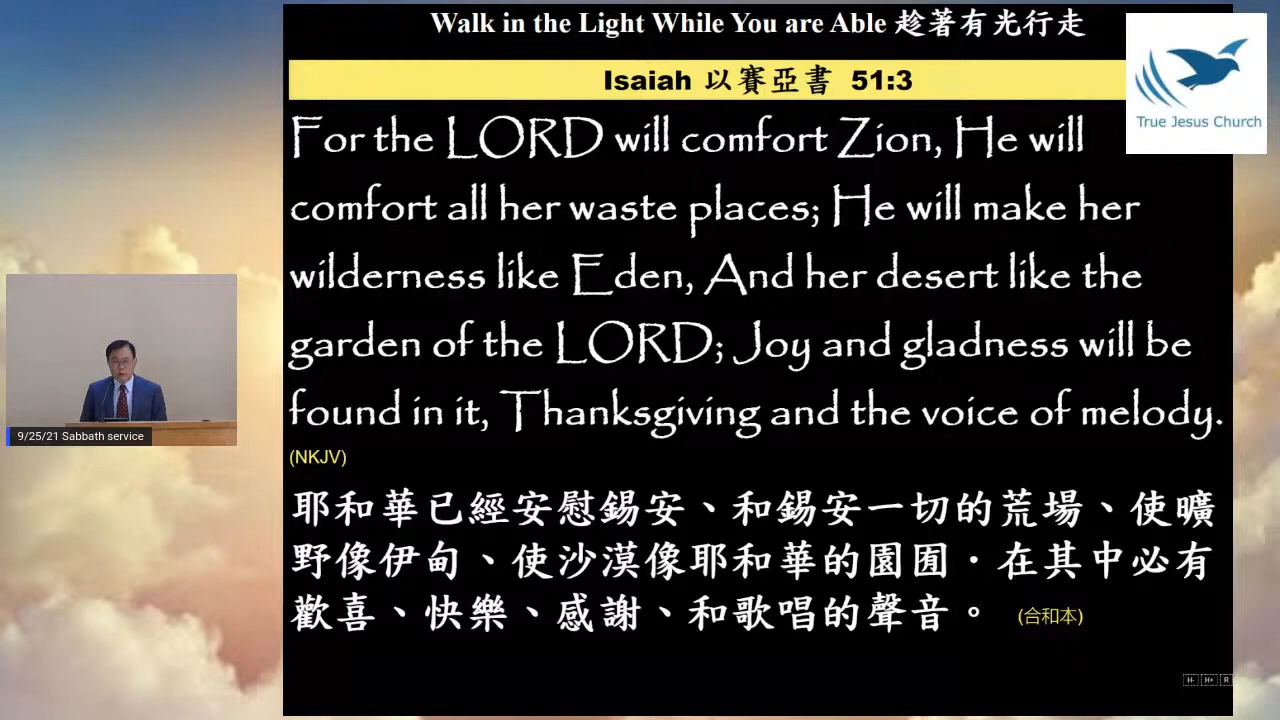 Walk in the Light While You are Able 趁著有光行走
Isaiah 以賽亞書 51:3
True Jesus Church
For the LORD will comfort Zion, He will
comfort all her waste places; He will make her
wilderness like Eden, And her desert like the
garden of the LORD; Joy and gladness will be
found in it, Thanksgiving and the voice of melody.
(NKJV)
耶和華已經安慰錫安、和錫安一切的荒場、使曠
野像伊甸、使沙漠像耶和華的園囿．在其中必有
歡喜、快樂、感謝、和歌唱的聲音。 (合和本)
9/25/21 Sabbath service
H- H+ R